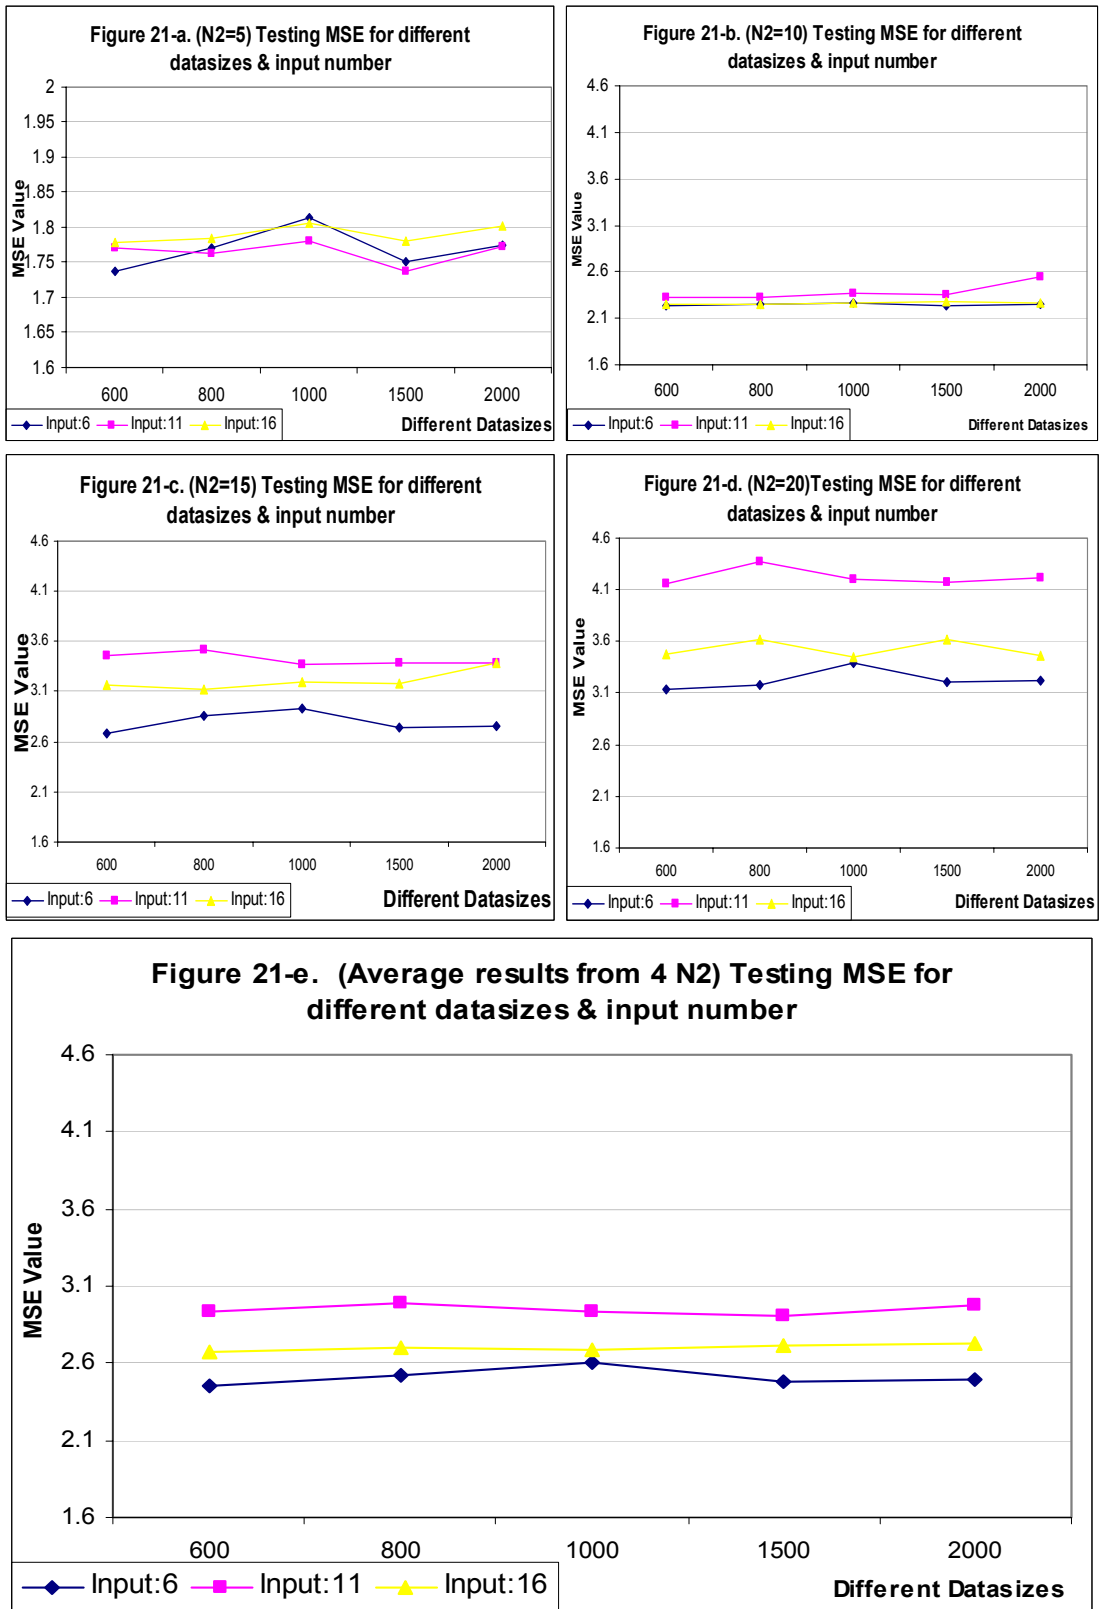 Figure 21-a. (N2=5) Testing MSE for different
datasizes & input number
2
1.95
1.9
1.85
1.8
1.75
1.7
1.65
1.6
MSE Value
600 800 1000 1500 2000
Input:6 Input:11 Input:16
Different Datasizes
Figure 21-b. (N2=10) Testing MSE for different
datasizes & input number
4.6
4.1
3.6
3.1
2.6
2.1
1.6
MSE Value
600 800 1000 1500 2000
Input:6 Input:11 Input:16
Different Datasizes
Figure 21-c. (N2=15) Testing MSE for different
datasizes & input number
4.6
4.1
3.6
3.1
2.6
2.1
1.6
MSE Value
600 800 1000 1500 2000
Input:6 Input:11 Input:16
Different Datasizes
Figure 21-d. (N2=20)Testing MSE for different
datasizes & input number
4.6
4.1
3.6
3.1
2.6
2.1
1.6
MSE Value
600 800 1000 1500 2000
Input:6 Input:11 Input:16
Different Datasizes
Figure 21-e. (Average results from 4 N2) Testing MSE for
different datasizes & input number
4.6
4.1
3.6
3.1
2.6
2.1
1.6
MSE Value
600 800 1000 1500 2000
Input:6 Input:11 Input:16
Different Datasizes